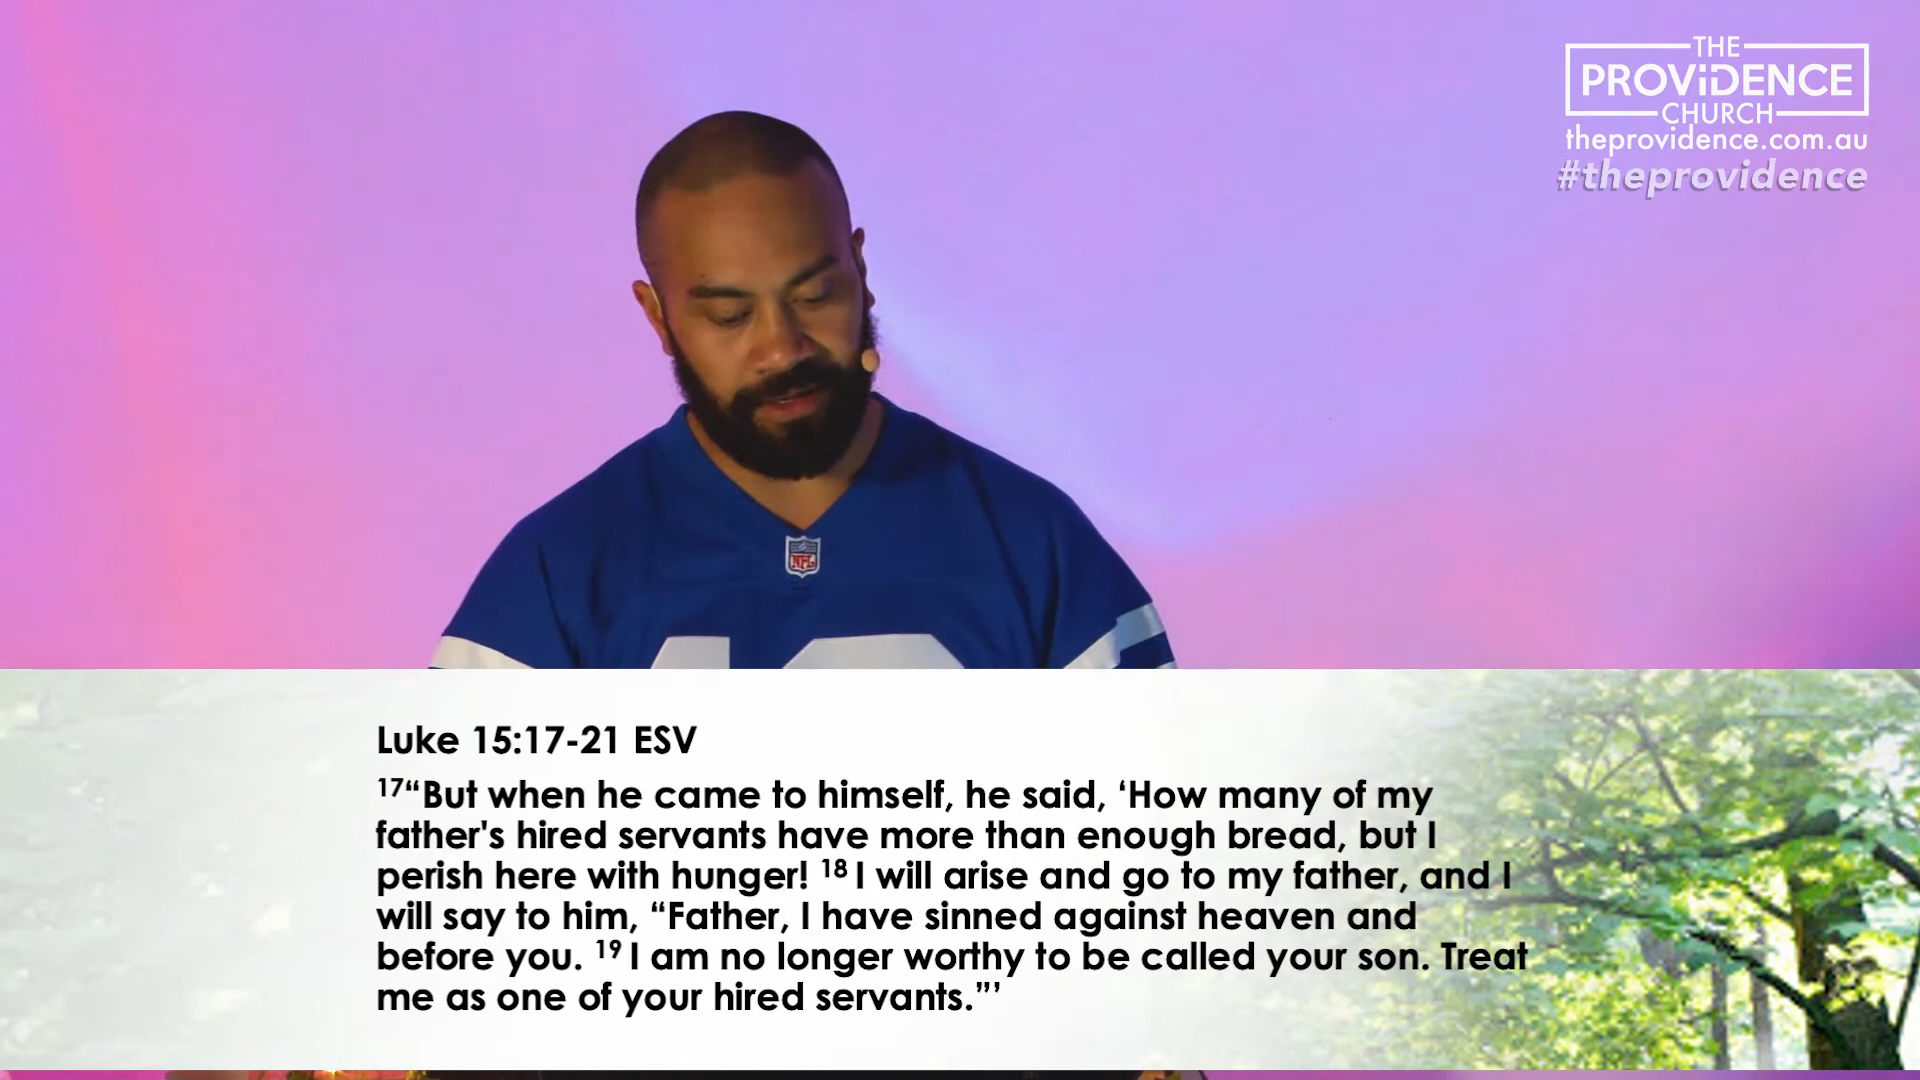 THE
PROViDENCE
CHURCH
theprovidence.com.au
#theprovidence
NFL
Luke 15:17-21 ESV
17“But when he came to himself, he said, ‘How many of my
father's hired servants have more than enough bread, but I
perish here with hunger! 18 I will arise and go to my father, and I
will say to him, “Father, I have sinned against heaven and
before you. 19 I am no longer worthy to be called your son. Treat
me as one of your hired servants.”’